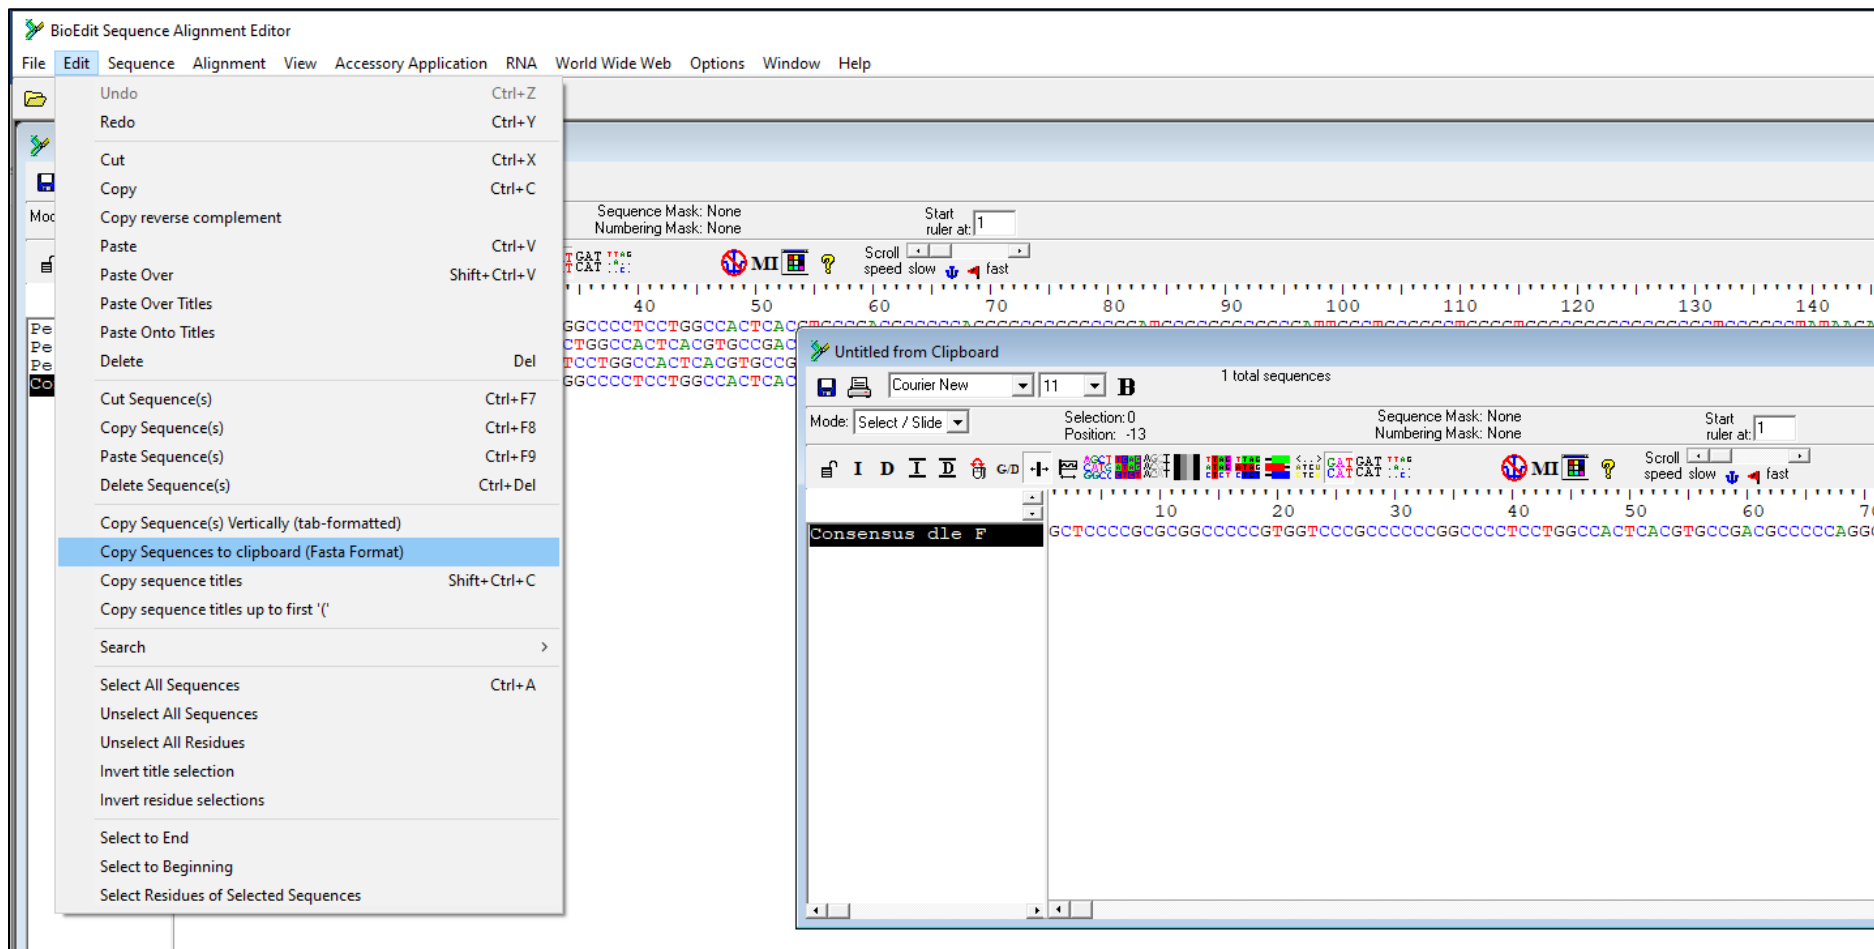 BioEdit Sequence Alignment Editor
File Edit Sequence Alignment View Accessory Application RNA World Wide Web Options Window Help
Undo Ctrl+Z
Redo Ctrl+Y
Cut Ctrl+X
Copy Ctrl+C
Copy reverse complement
Paste Ctrl+V
Paste Over Shift+Ctrl+V
Paste Over Titles
Paste Onto Titles
Delete Del
Cut Sequence(s) Ctrl+F7
Copy Sequence(s) Ctrl+F8
Paste Sequence(s) Ctrl+F9
Delete Sequence(s) Ctrl+Del
Copy Sequence(s) Vertically (tab-formatted)
Copy Sequences to clipboard (Fasta Format)
Copy sequence titles Shift+Ctrl+C
Copy sequence titles up to first '('
Search
Select All Sequences Ctrl+A
Unselect All Sequences
Unselect All Residues
Invert title selection
Invert residue selections
Select to End
Select to Beginning
Select Residues of Selected Sequences
Sequence Mask: None
Numbering Mask: None
Start
ruler at: 1
MI
Scroll
speed slow fast
40 50 60 70 80 90 100 110 120 130 140
Pe
Pe
Pe
Co
GGCCCCTCCTGGCCACTCAC
CTGGCCACTCACGTGCCGAC
TCCTGGCCACTCACGTGCCG
GGCCCCTCCTGGCCACTCAC
Untitled from Clipboard
Courier New 11 B
1 total sequences
Mode: Select / Slide
Selection: 0
Position: -13
Sequence Mask: None
Numbering Mask: None
Start
ruler at: 1
I D I D G/D
MI
Scroll
speed slow fast
10 20 30 40 50 60
Consensus dle F
GCTCCCCGCGCGGCCCCCGTGGTCCCGCCCCCCGGCCCCTCCTGGCCACTCACGTGCCGACGCCCCCAGG